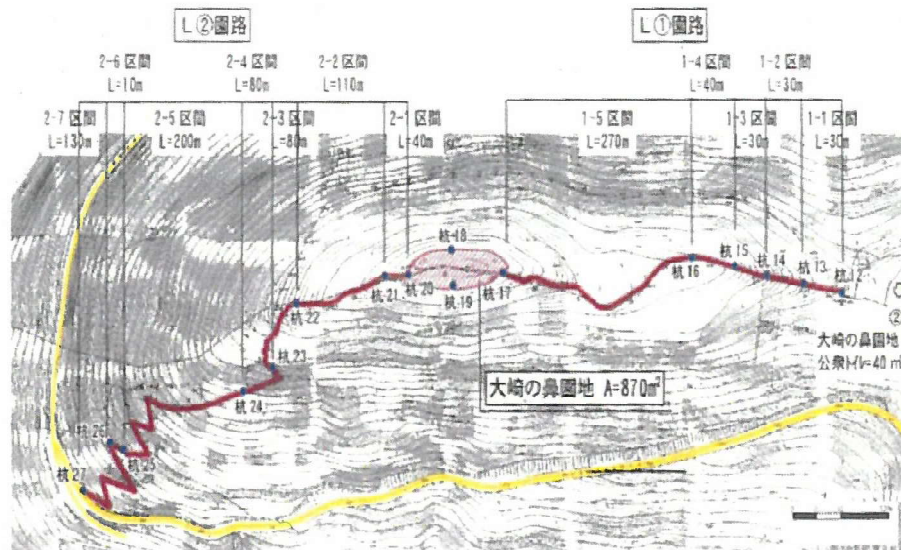 L②園路
L①園路
2-6 区間
L=10m
2-4 区間
L=80m
2-2 区間
L=110m
1-4 区間
L=40m
1-2 区間
L=30m
2-7 区間
L=130m
2-5 区間
L=200m
2-3 区間
L=80m
2-1 区間
L=40m
1-5 区間
L=270m
1-3 区間
L=30m
1-1 区間
L=30m
杭18
杭16
杭15
杭14
杭13
杭12
杭21
杭20
杭19
杭17
杭22
杭23
杭24
杭26
杭25
杭27
②
大崎の鼻園地
公衆トイレ=40㎡
大崎の鼻園地 A=870㎡